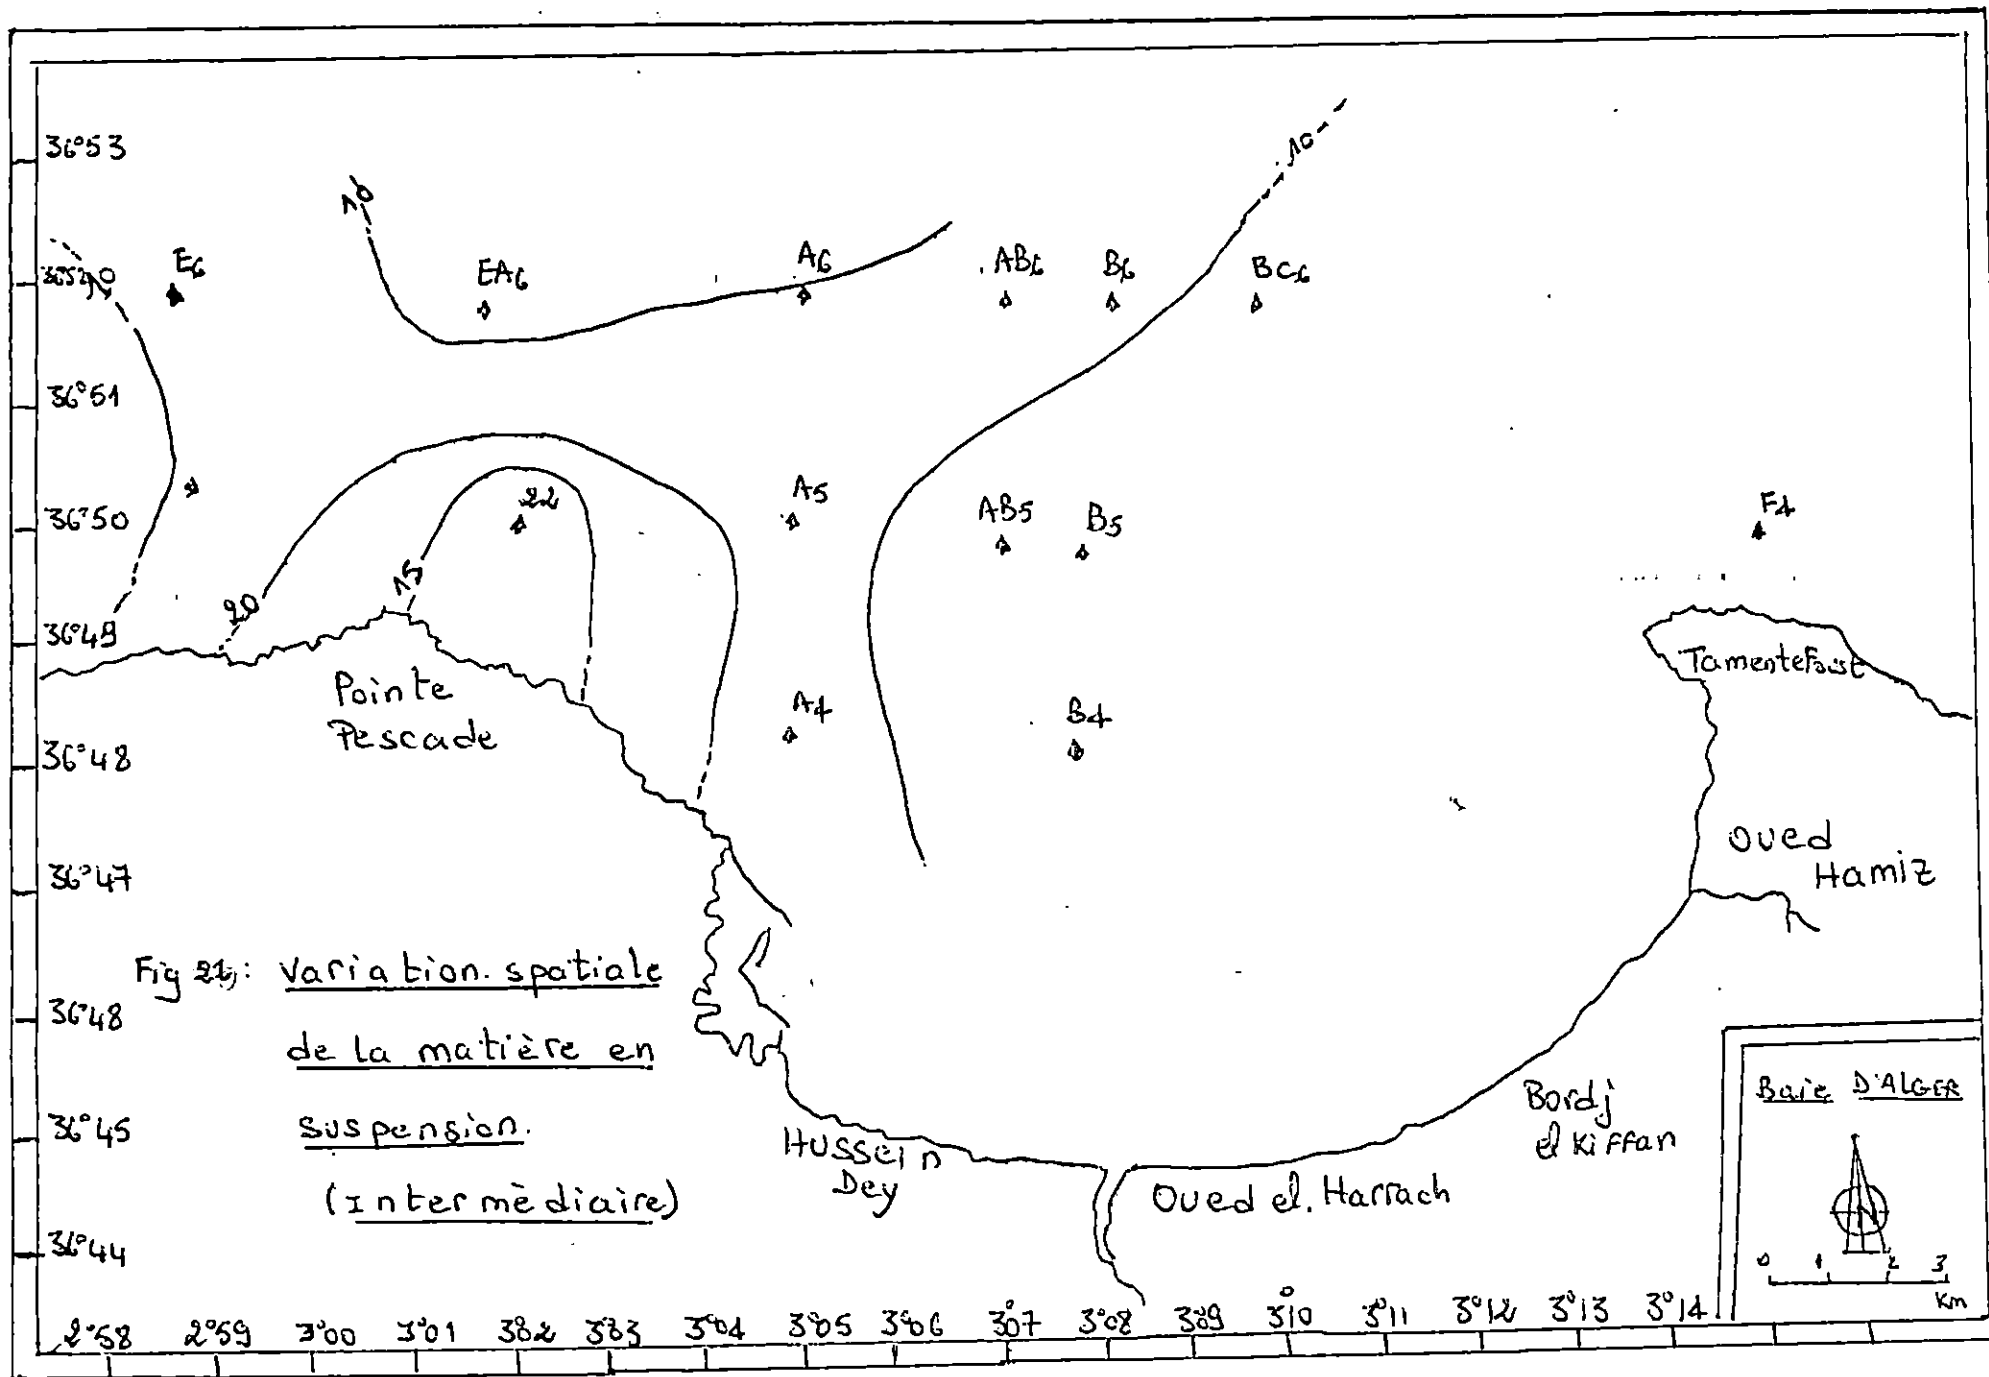 36°53
10
10
E6
EA6
A6
AB6
B6
BC6
36°51
22
A5
AB5
B5
F4
36°50
15
20
36°49
Pointe
Pescade
A4
B4
Tamentefoust
36°48
Oued
Hamiz
36°47
Fig 21: Variation. spatiale
de la matière en
suspension.
(Intermèdiaire)
36°48
36°45
36°44
Hussein
Dey
Oued el. Harrach
Bordj
el Kiffan
Baie D'ALGER
0 1 2 3
Km
2°58 2°59 3°00 3°01 3°02 3°03 3°04 3°05 3°06 3°07 3°08 3°09 3°10 3°11 3°12 3°13 3°14